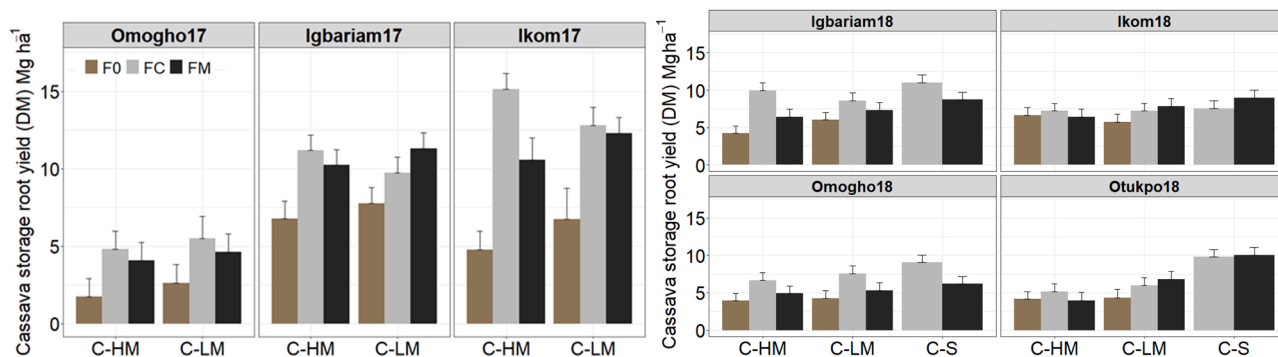 Cassava storage root yield (DM) Mg ha⁻¹
Omogho17 Igbariam17 Ikom17
F0 FC FM
15
10
5
0
C-HM C-LM C-HM C-LM C-HM C-LM
Cassava storage root yield (DM) Mgha⁻¹
Igbariam18 Ikom18
15
10
5
0
Omogho18 Otukpo18
15
10
5
0
C-HM C-LM C-S C-HM C-LM C-S